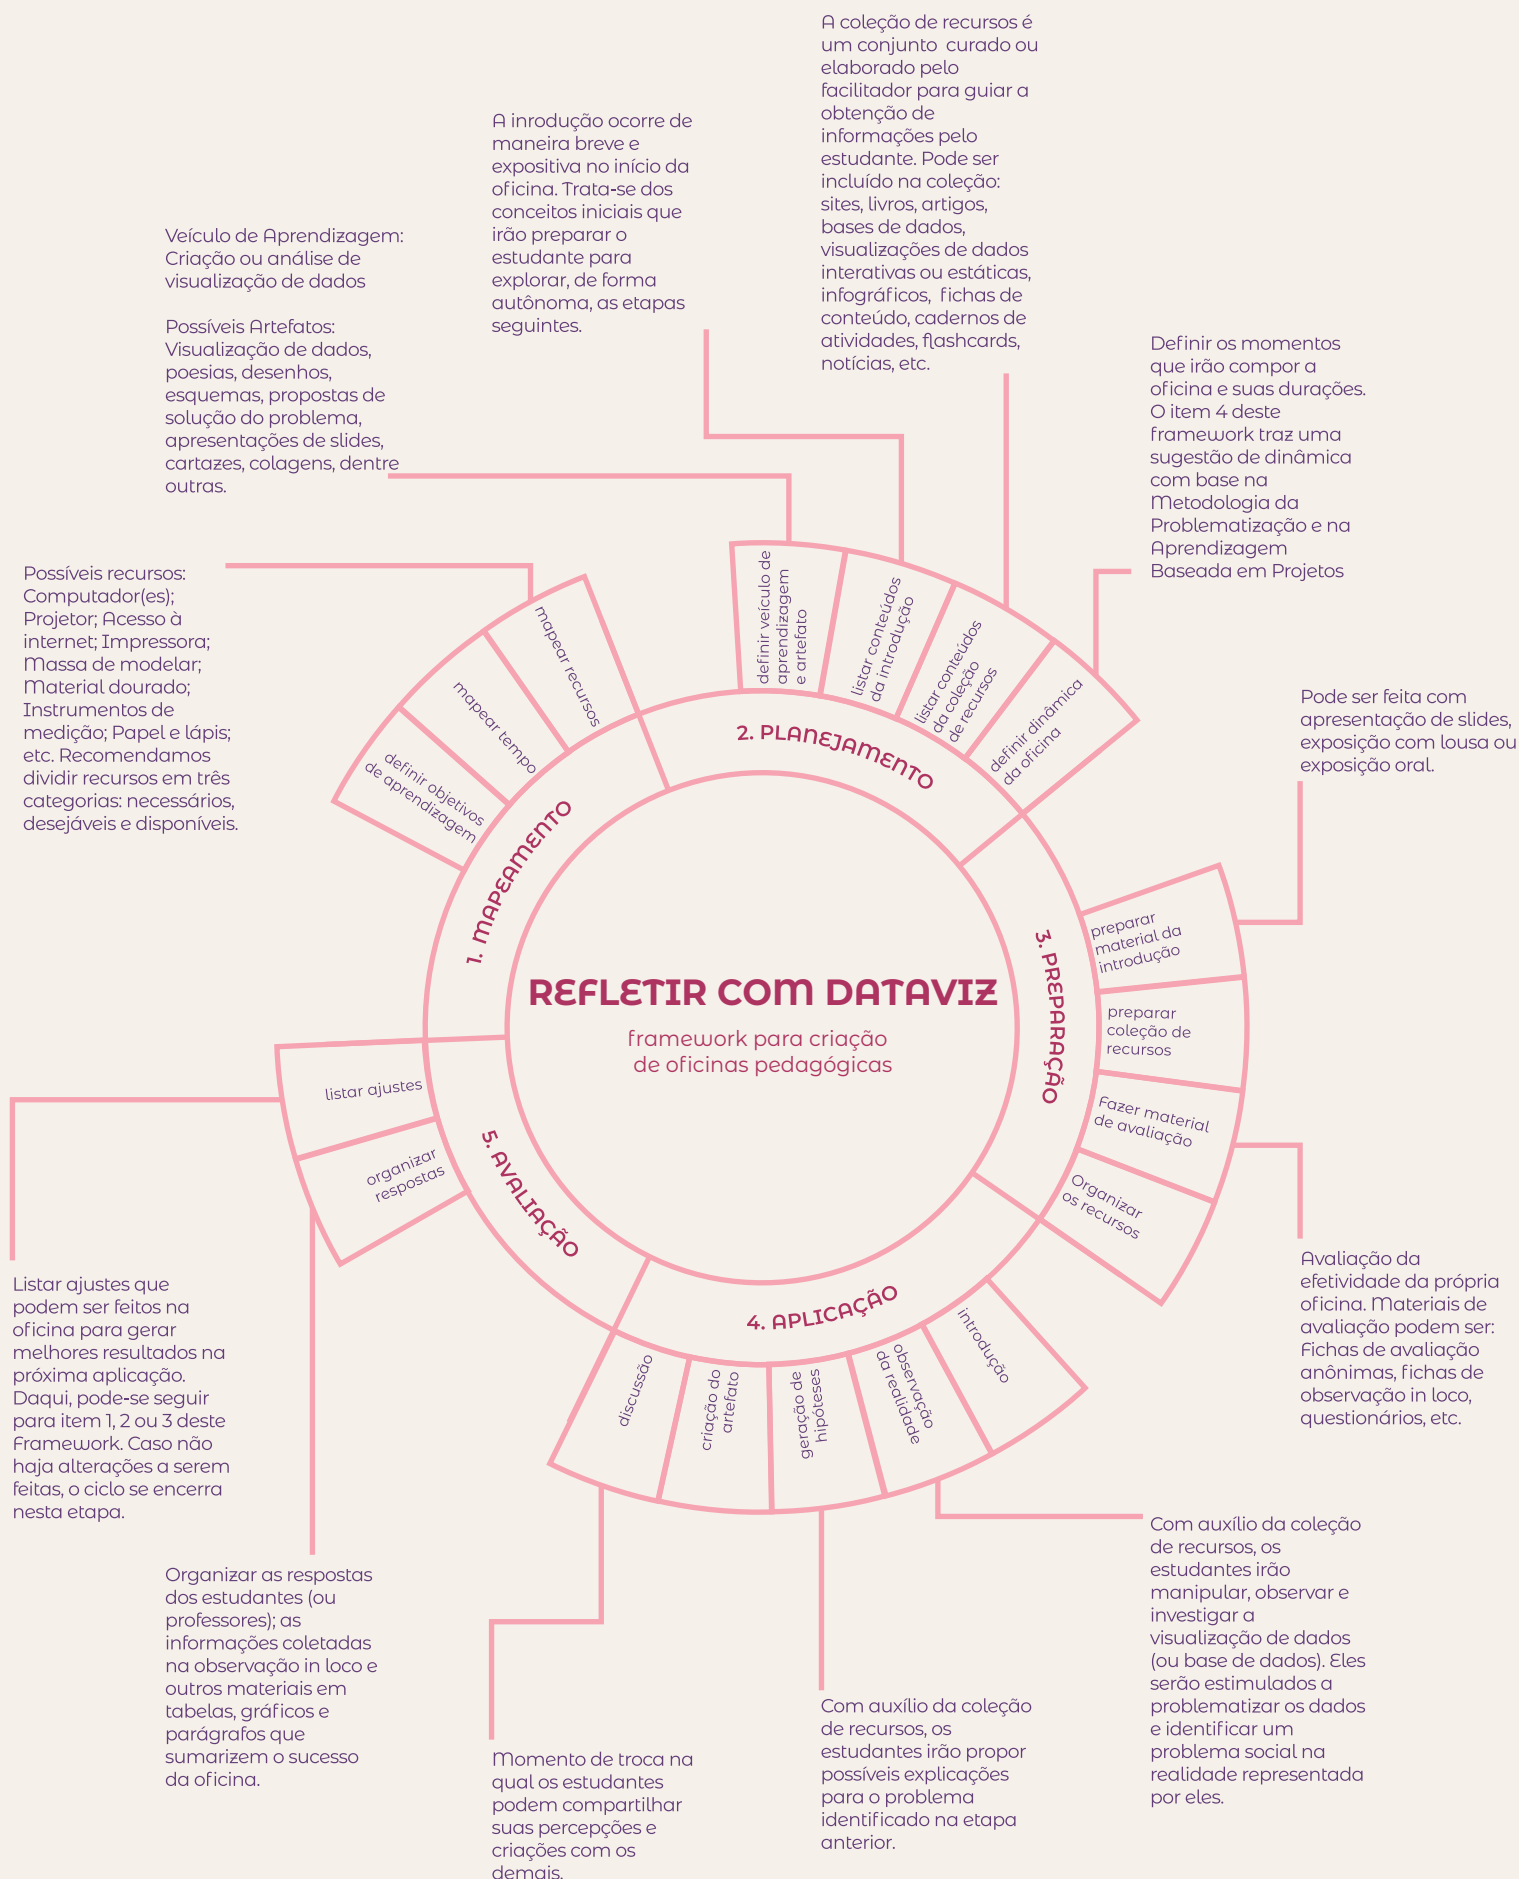 REFLETIR COM DATAVIZ
framework para criação
de oficinas pedagógicas
1. MAPEAMENTO
definir objetivos
de aprendizagem
mapear tempo
mapear recursos
Possíveis recursos:
Computador(es);
Projetor; Acesso à
internet; Impressora;
Massa de modelar;
Material dourado;
Instrumentos de
medição; Papel e lápis;
etc. Recomendamos
dividir recursos em três
categorias: necessários,
desejáveis e disponíveis.
2. PLANEJAMENTO
definir veículo de
aprendizagem
e artefato
Veículo de Aprendizagem:
Criação ou análise de
visualização de dados
Possíveis Artefatos:
Visualização de dados,
poesias, desenhos,
esquemas, propostas de
solução do problema,
apresentações de slides,
cartazes, colagens, dentre
outras.
listar conteúdos
da introdução
A inrodução ocorre de
maneira breve e
expositiva no início da
oficina. Trata-se dos
conceitos iniciais que
irão preparar o
estudante para
explorar, de forma
autônoma, as etapas
seguintes.
listar conteúdos
da coleção
de recursos
A coleção de recursos é
um conjunto  curado ou
elaborado pelo
facilitador para guiar a
obtenção de
informações pelo
estudante. Pode ser
incluído na coleção:
sites, livros, artigos,
bases de dados,
visualizações de dados
interativas ou estáticas,
infográficos,  fichas de
conteúdo, cadernos de
atividades, flashcards,
notícias, etc.
definir dinâmica
da oficina
Definir os momentos
que irão compor a
oficina e suas durações.
O item 4 deste
framework traz uma
sugestão de dinâmica
com base na
Metodologia da
Problematização e na
Aprendizagem
Baseada em Projetos
3. PREPARAÇÃO
preparar
material da
introdução
Pode ser feita com
apresentação de slides,
exposição com lousa ou
exposição oral.
preparar
coleção de
recursos
Fazer material
de avaliação
Avaliação da
efetividade da própria
oficina. Materiais de
avaliação podem ser:
Fichas de avaliação
anônimas, fichas de
observação in loco,
questionários, etc.
Organizar
os recursos
4. APLICAÇÃO
introdução
observação
da realidade
Com auxílio da coleção
de recursos, os
estudantes irão
manipular, observar e
investigar a
visualização de dados
(ou base de dados). Eles
serão estimulados a
problematizar os dados
e identificar um
problema social na
realidade representada
por eles.
geração de
hipóteses
Com auxílio da coleção
de recursos, os
estudantes irão propor
possíveis explicações
para o problema
identificado na etapa
anterior.
criação do
artefato
discussão
Momento de troca na
qual os estudantes
podem compartilhar
suas percepções e
criações com os
demais.
5. AVALIAÇÃO
organizar
respostas
Organizar as respostas
dos estudantes (ou
professores); as
informações coletadas
na observação in loco e
outros materiais em
tabelas, gráficos e
parágrafos que
sumarizem o sucesso
da oficina.
listar ajustes
Listar ajustes que
podem ser feitos na
oficina para gerar
melhores resultados na
próxima aplicação.
Daqui, pode-se seguir
para item 1, 2 ou 3 deste
Framework. Caso não
haja alterações a serem
feitas, o ciclo se encerra
nesta etapa.